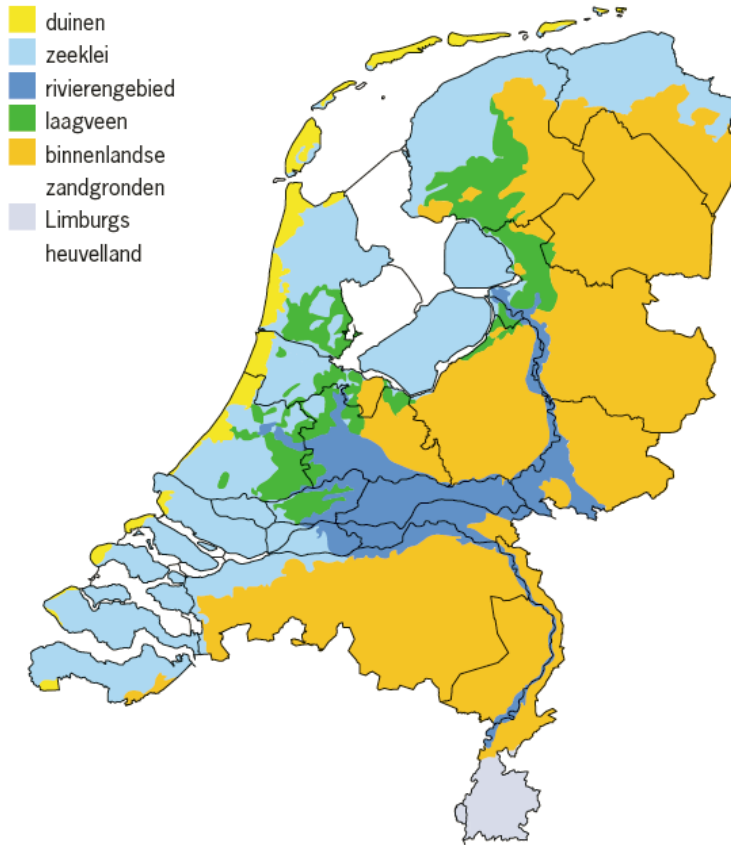 duinen
zeeklei
rivierengebied
laagveen
binnenlandse
zandgronden
Limburgs
heuvelland